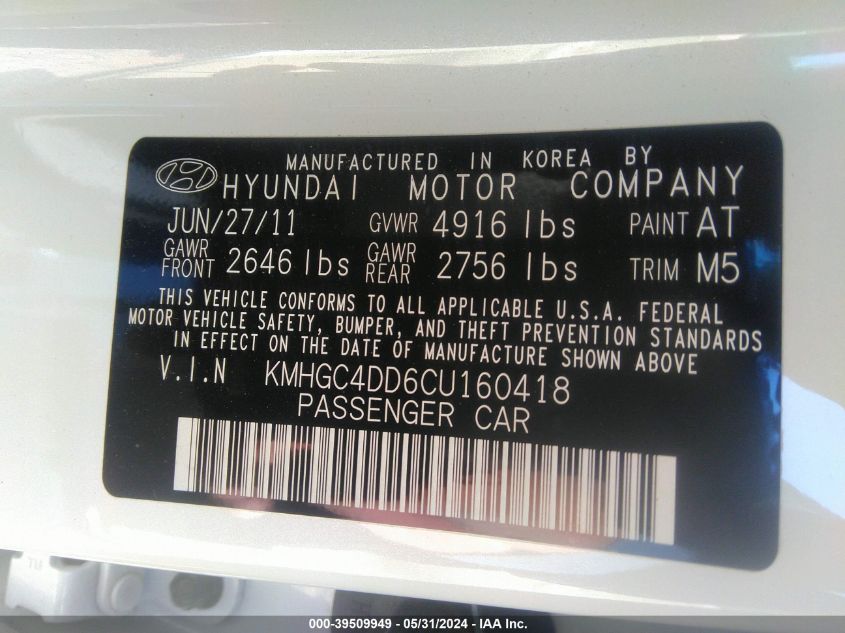 MANUFACTURED IN KOREA BY
HYUNDAI MOTOR COMPANY
JUN/27/11 GVWR 4916 lbs PAINT AT
GAWR FRONT 2646 lbs GAWR REAR 2756 lbs TRIM M5
THIS VEHICLE CONFORMS TO ALL APPLICABLE U.S.A. FEDERAL
MOTOR VEHICLE SAFETY, BUMPER, AND THEFT PREVENTION STANDARDS
IN EFFECT ON THE DATE OF MANUFACTURE SHOWN ABOVE
V.I.N KMHGC4DD6CU160418
PASSENGER CAR
TU
000-39509949 - 05/31/2024 - IAA Inc.